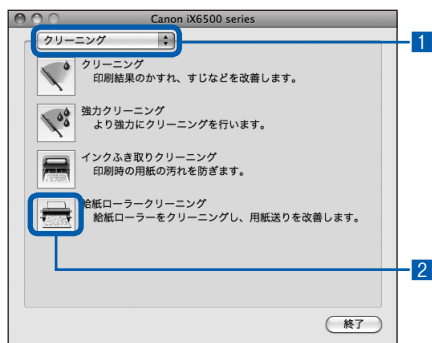 Canon iX6500 series
クリーニング
1
クリーニング
印刷結果のかすれ、すじなどを改善します。
強力クリーニング
より強力にクリーニングを行います。
インクふき取りクリーニング
印刷時の用紙の汚れを防ぎます。
給紙ローラークリーニング
給紙ローラーをクリーニングし、用紙送りを改善します。
2
終了